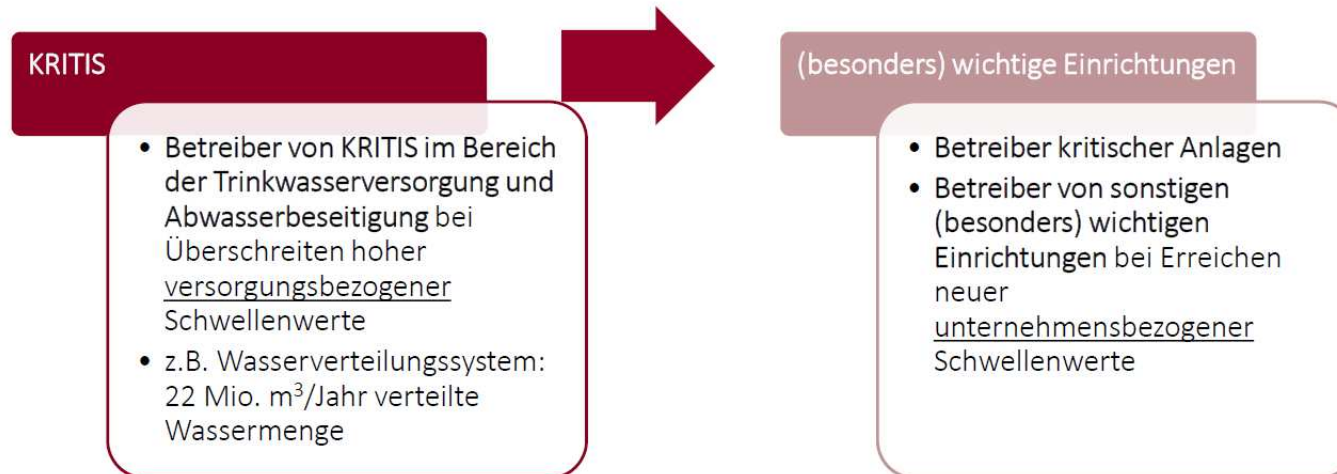 KRITIS
• Betreiber von KRITIS im Bereich
der Trinkwasserversorgung und
Abwasserbeseitigung bei
Überschreiten hoher
versorgungsbezogener
Schwellenwerte
• z.B. Wasserverteilungssystem:
22 Mio. m³/Jahr verteilte
Wassermenge
(besonders) wichtige Einrichtungen
• Betreiber kritischer Anlagen
• Betreiber von sonstigen
(besonders) wichtigen
Einrichtungen bei Erreichen
neuer
unternehmensbezogener
Schwellenwerte